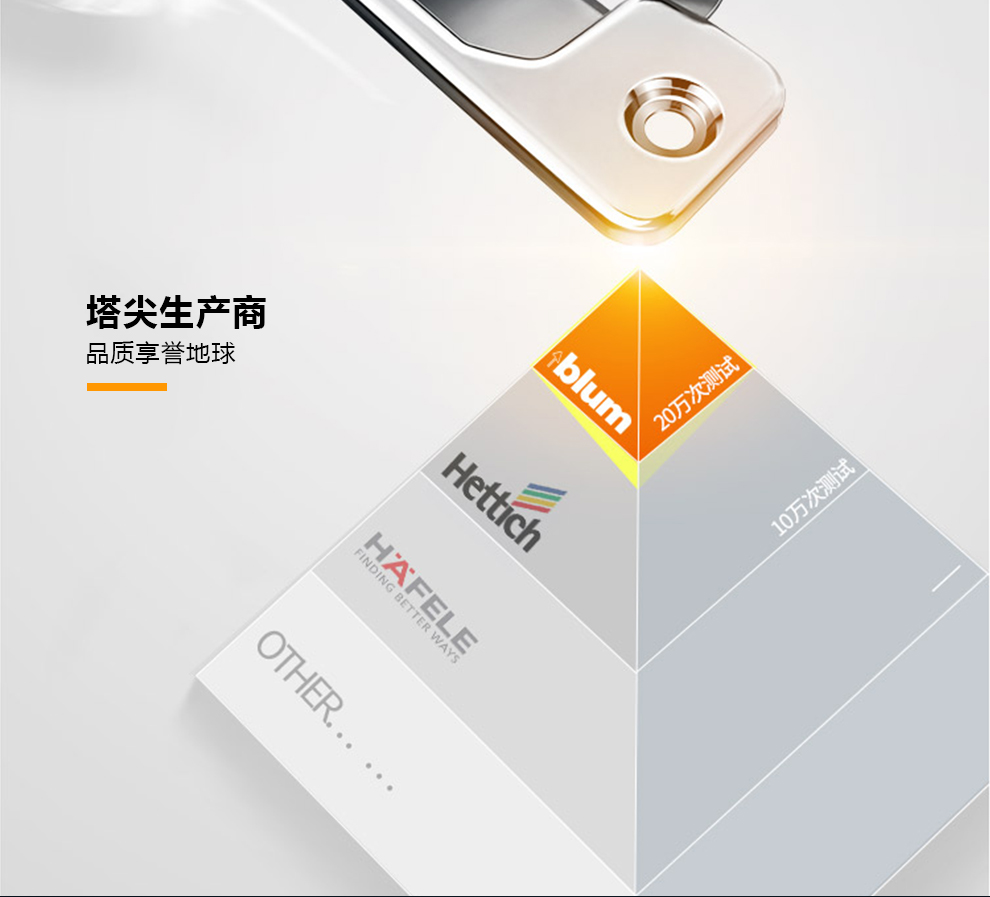 塔尖生产商
品质享誉地球
blum
20万次测试
Hettich
10万次测试
HÄFELE
FINDING BETTER WAYS
OTHER... ...